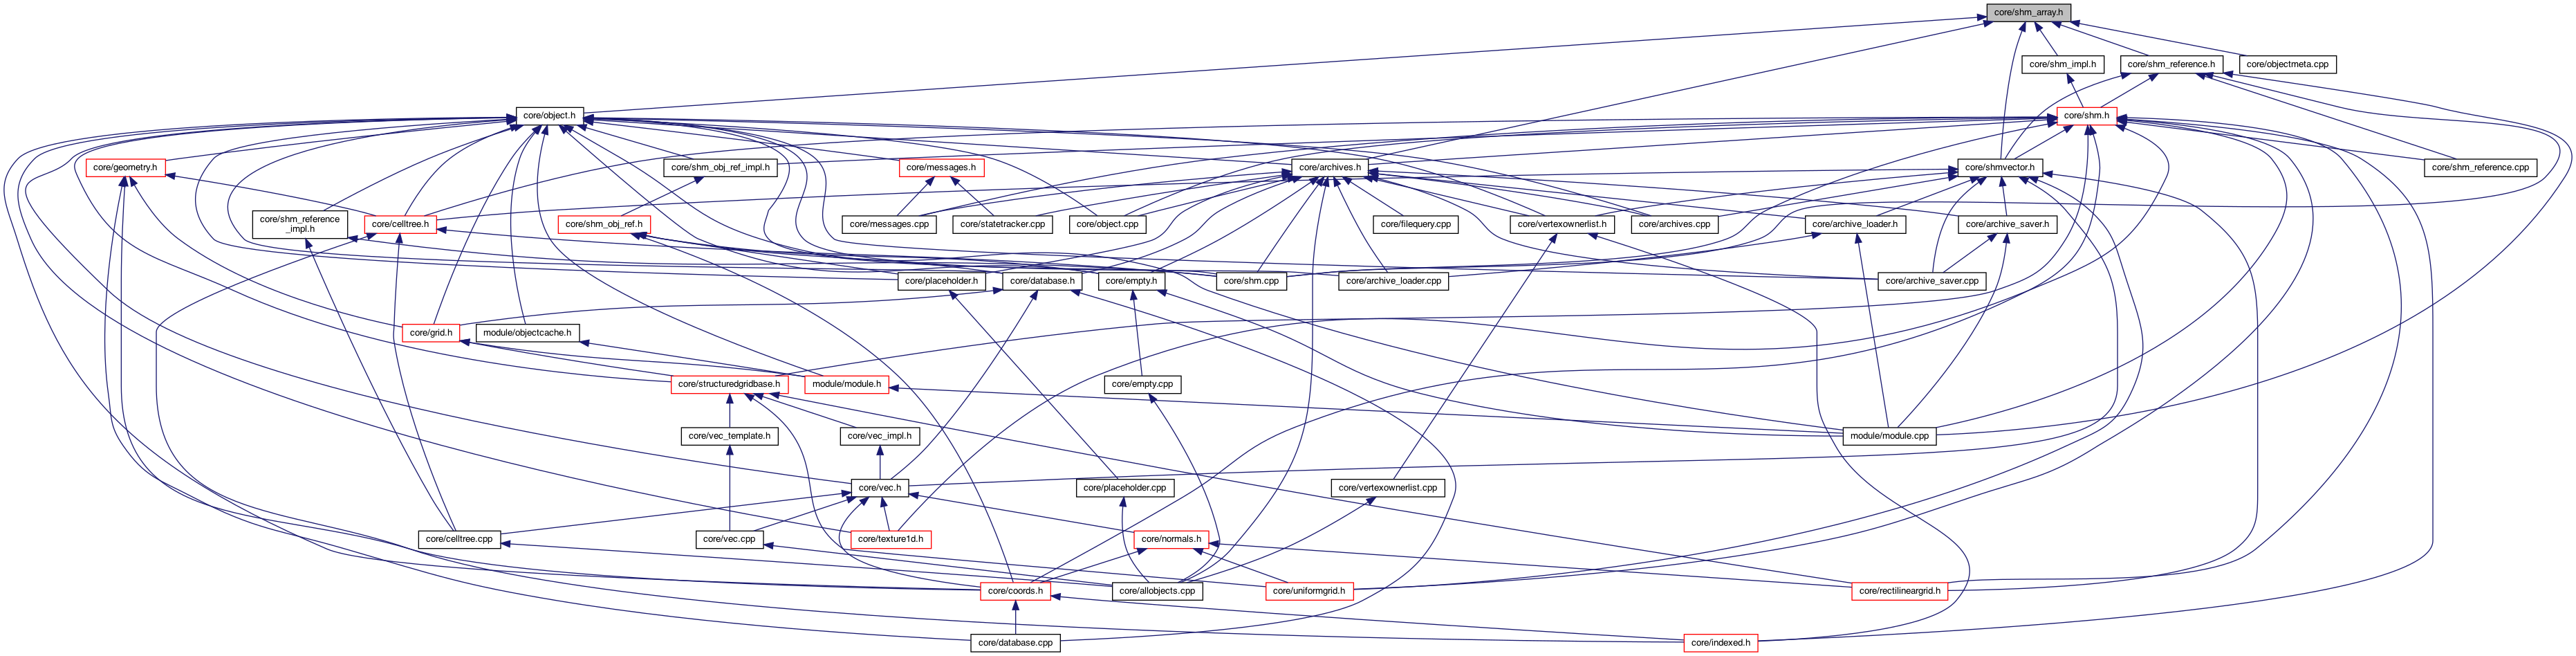 core/shm_array.h
core/shm_impl.h
core/shm_reference.h
core/objectmeta.cpp
core/object.h
core/shm.h
core/geometry.h
core/shm_obj_ref_impl.h
core/messages.h
core/archives.h
core/shmvector.h
core/shm_reference.cpp
core/shm_reference
_impl.h
core/celltree.h
core/shm_obj_ref.h
core/messages.cpp
core/statetracker.cpp
core/object.cpp
core/filequery.cpp
core/vertexownerlist.h
core/archives.cpp
core/archive_loader.h
core/archive_saver.h
core/placeholder.h
core/database.h
core/empty.h
core/shm.cpp
core/archive_loader.cpp
core/archive_saver.cpp
core/grid.h
module/objectcache.h
core/structuredgridbase.h
module/module.h
core/empty.cpp
core/vec_template.h
core/vec_impl.h
module/module.cpp
core/vec.h
core/placeholder.cpp
core/vertexownerlist.cpp
core/celltree.cpp
core/vec.cpp
core/texture1d.h
core/normals.h
core/coords.h
core/allobjects.cpp
core/uniformgrid.h
core/rectilineargrid.h
core/database.cpp
core/indexed.h